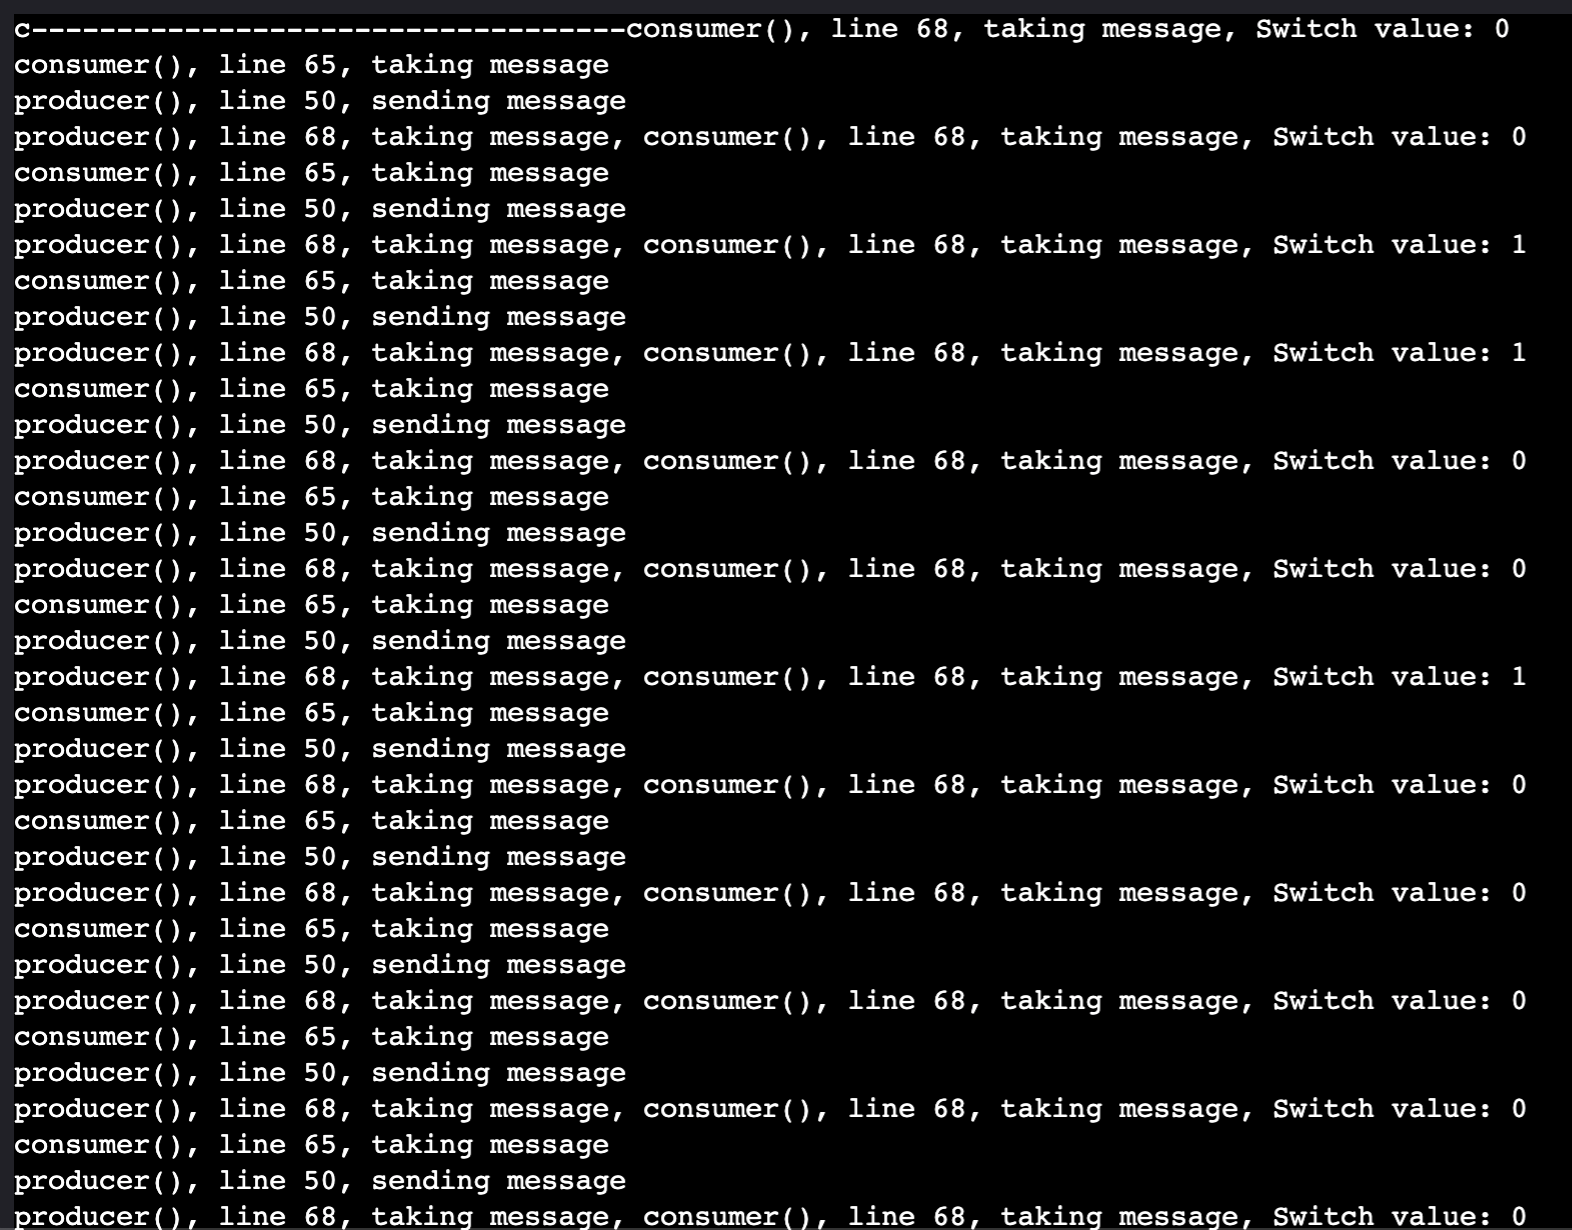 c-----------------------------------consumer(), line 68, taking message, Switch value: 0
consumer(), line 65, taking message
producer(), line 50, sending message
producer(), line 68, taking message, consumer(), line 68, taking message, Switch value: 0
consumer(), line 65, taking message
producer(), line 50, sending message
producer(), line 68, taking message, consumer(), line 68, taking message, Switch value: 1
consumer(), line 65, taking message
producer(), line 50, sending message
producer(), line 68, taking message, consumer(), line 68, taking message, Switch value: 1
consumer(), line 65, taking message
producer(), line 50, sending message
producer(), line 68, taking message, consumer(), line 68, taking message, Switch value: 0
consumer(), line 65, taking message
producer(), line 50, sending message
producer(), line 68, taking message, consumer(), line 68, taking message, Switch value: 0
consumer(), line 65, taking message
producer(), line 50, sending message
producer(), line 68, taking message, consumer(), line 68, taking message, Switch value: 1
consumer(), line 65, taking message
producer(), line 50, sending message
producer(), line 68, taking message, consumer(), line 68, taking message, Switch value: 0
consumer(), line 65, taking message
producer(), line 50, sending message
producer(), line 68, taking message, consumer(), line 68, taking message, Switch value: 0
consumer(), line 65, taking message
producer(), line 50, sending message
producer(), line 68, taking message, consumer(), line 68, taking message, Switch value: 0
consumer(), line 65, taking message
producer(), line 50, sending message
producer(), line 68, taking message, consumer(), line 68, taking message, Switch value: 0
consumer(), line 65, taking message
producer(), line 50, sending message
producer(), line 68, taking message, consumer(), line 68, taking message, Switch value: 0